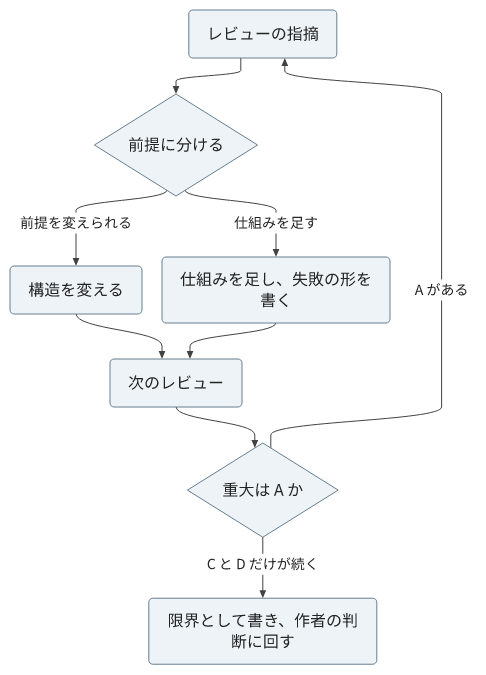 レビューの指摘
前提に分ける
前提を変えられる
仕組みを足す
構造を変える
仕組みを足し、失敗の形を
書く
A がある
次のレビュー
重大は A か
C と D だけが続く
限界として書き、作者の判
断に回す